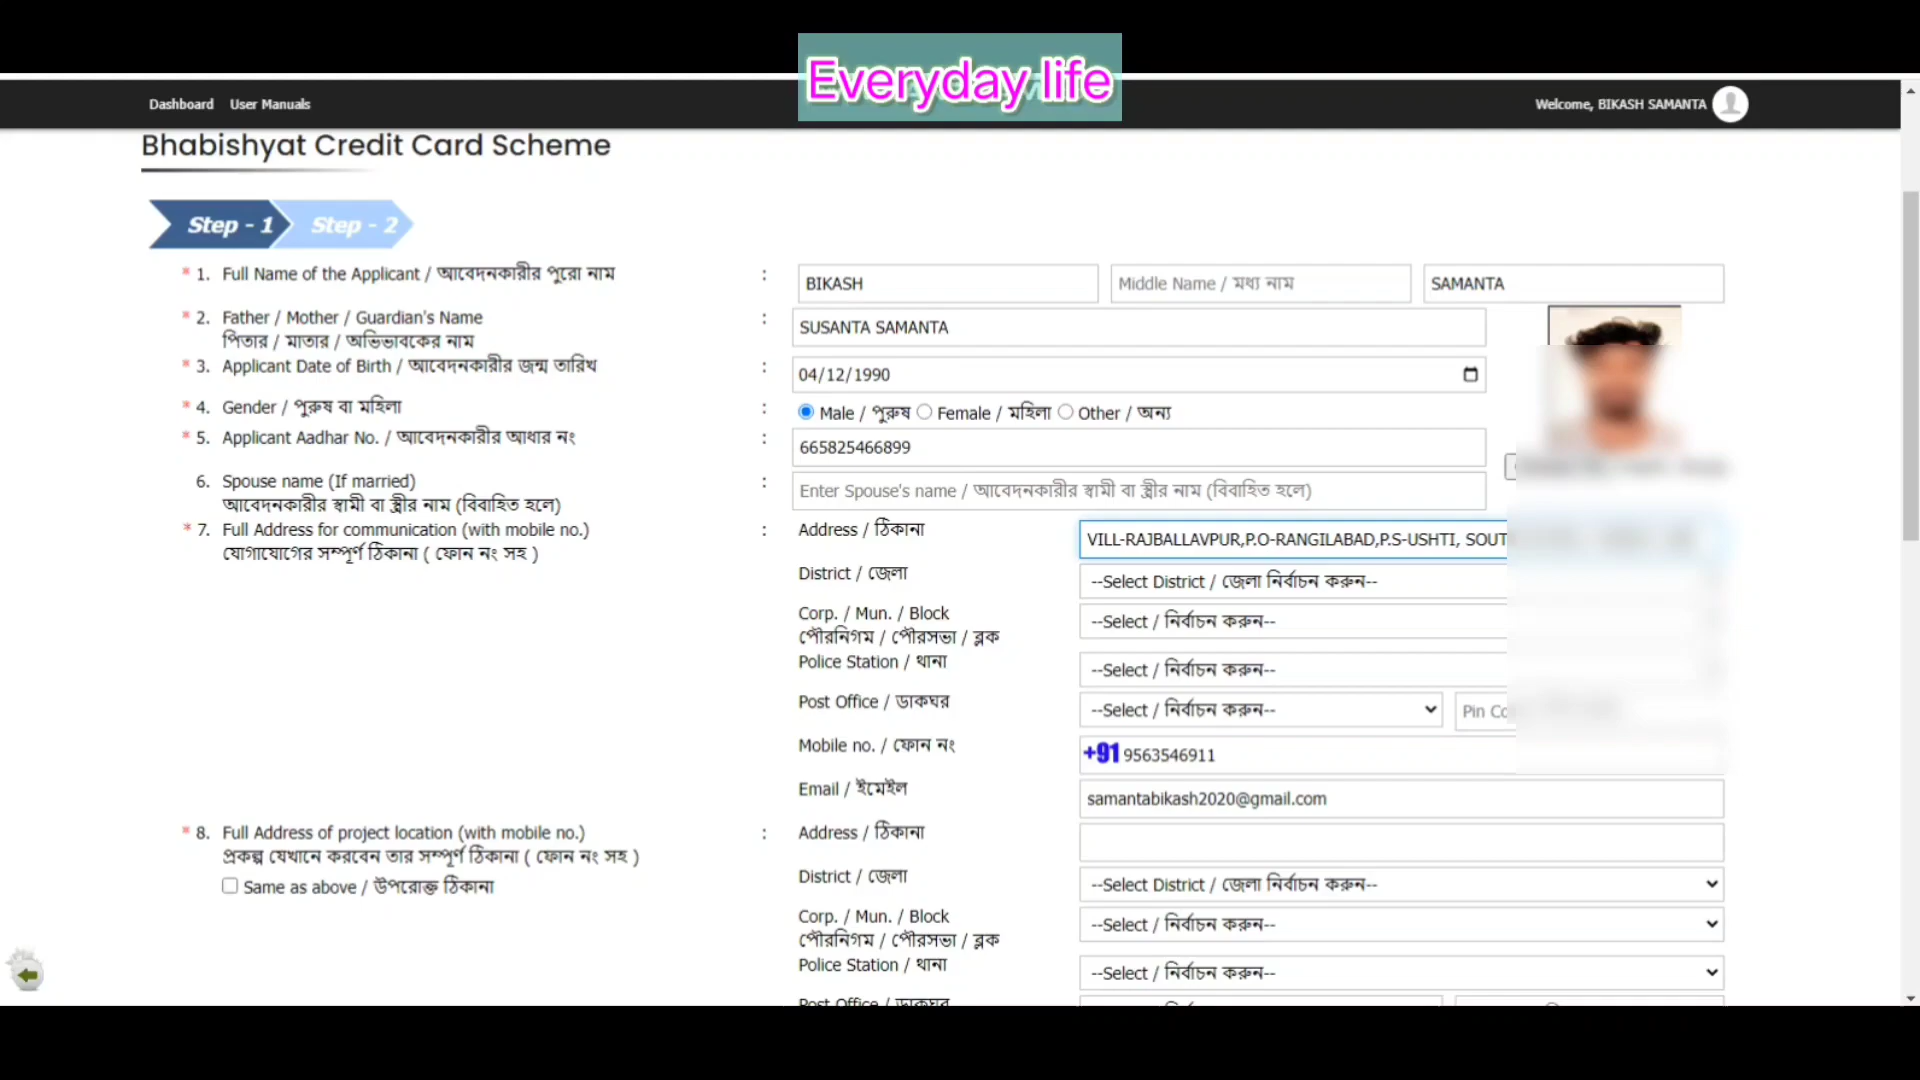 Everyday life
Dashboard User Manuals
Welcome, BIKASH SAMANTA
Bhabishyat Credit Card Scheme
Step - 1 Step - 2
* 1. Full Name of the Applicant / আবেদনকারীর পুরো নাম : BIKASH Middle Name / মধ্য নাম SAMANTA
* 2. Father / Mother / Guardian's Name : SUSANTA SAMANTA
পিতার / মাতার / অভিভাবকের নাম
* 3. Applicant Date of Birth / আবেদনকারীর জন্ম তারিখ : 04/12/1990
* 4. Gender / পুরুষ বা মহিলা : Male / পুরুষ Female / মহিলা Other / অন্য
* 5. Applicant Aadhar No. / আবেদনকারীর আধার নং : 665825466899
6. Spouse name (If married) : Enter Spouse's name / আবেদনকারীর স্বামী বা স্ত্রীর নাম (বিবাহিত হলে)
আবেদনকারীর স্বামী বা স্ত্রীর নাম (বিবাহিত হলে)
* 7. Full Address for communication (with mobile no.) : Address / ঠিকানা VILL-RAJBALLAVPUR,P.O-RANGILABAD,P.S-USHTI, SOUT
যোগাযোগের সম্পূর্ণ ঠিকানা ( ফোন নং সহ )
District / জেলা --Select District / জেলা নির্বাচন করুন--
Corp. / Mun. / Block --Select / নির্বাচন করুন--
পৌরনিগম / পৌরসভা / ব্লক
Police Station / থানা --Select / নির্বাচন করুন--
Post Office / ডাকঘর --Select / নির্বাচন করুন-- Pin Co
Mobile no. / ফোন নং +91 9563546911
Email / ইমেইল samantabikash2020@gmail.com
* 8. Full Address of project location (with mobile no.) : Address / ঠিকানা
প্রকল্প যেখানে করবেন তার সম্পূর্ণ ঠিকানা ( ফোন নং সহ )
Same as above / উপরোক্ত ঠিকানা
District / জেলা --Select District / জেলা নির্বাচন করুন--
Corp. / Mun. / Block --Select / নির্বাচন করুন--
পৌরনিগম / পৌরসভা / ব্লক
Police Station / থানা --Select / নির্বাচন করুন--
Post Office / ডাকঘর